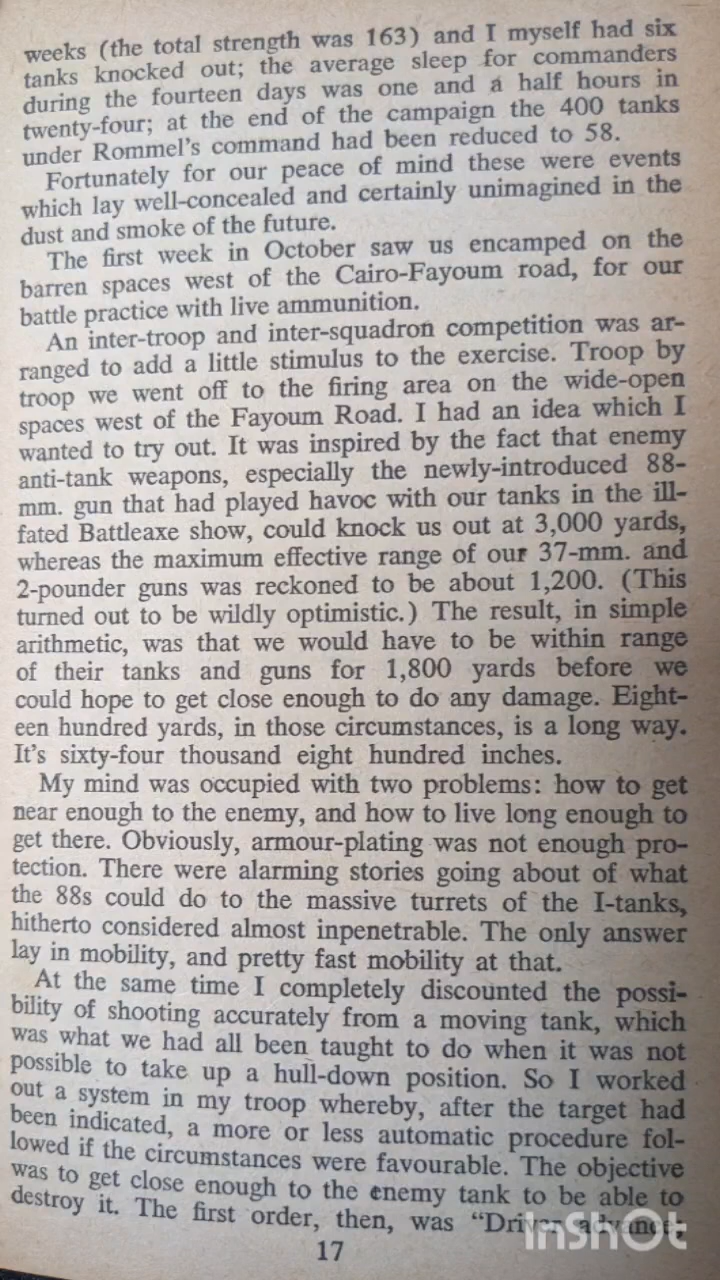 weeks (the total strength was 163) and I myself had six
tanks knocked out; the average sleep for commanders
during the fourteen days was one and a half hours in
twenty-four; at the end of the campaign the 400 tanks
under Rommel's command had been reduced to 58.
Fortunately for our peace of mind these were events
which lay well-concealed and certainly unimagined in the
dust and smoke of the future.
The first week in October saw us encamped on the
barren spaces west of the Cairo-Fayoum road, for our
battle practice with live ammunition.
An inter-troop and inter-squadron competition was ar-
ranged to add a little stimulus to the exercise. Troop by
troop we went off to the firing area on the wide-open
spaces west of the Fayoum Road. I had an idea which I
wanted to try out. It was inspired by the fact that enemy
anti-tank weapons, especially the newly-introduced 88-
mm. gun that had played havoc with our tanks in the ill-
fated Battleaxe show, could knock us out at 3,000 yards,
whereas the maximum effective range of our 37-mm. and
2-pounder guns was reckoned to be about 1,200. (This
turned out to be wildly optimistic.) The result, in simple
arithmetic, was that we would have to be within range
of their tanks and guns for 1,800 yards before we
could hope to get close enough to do any damage. Eight-
een hundred yards, in those circumstances, is a long way.
It's sixty-four thousand eight hundred inches.
My mind was occupied with two problems: how to get
near enough to the enemy, and how to live long enough to
get there. Obviously, armour-plating was not enough pro-
tection. There were alarming stories going about of what
the 88s could do to the massive turrets of the I-tanks,
hitherto considered almost inpenetrable. The only answer
lay in mobility, and pretty fast mobility at that.
At the same time I completely discounted the possi-
bility of shooting accurately from a moving tank, which
was what we had all been taught to do when it was not
possible to take up a hull-down position. So I worked
out a system in my troop whereby, after the target had
been indicated, a more or less automatic procedure fol-
lowed if the circumstances were favourable. The objective
was to get close enough to the enemy tank to be able to
destroy it. The first order, then, was "Driver advance;
17
InShOt